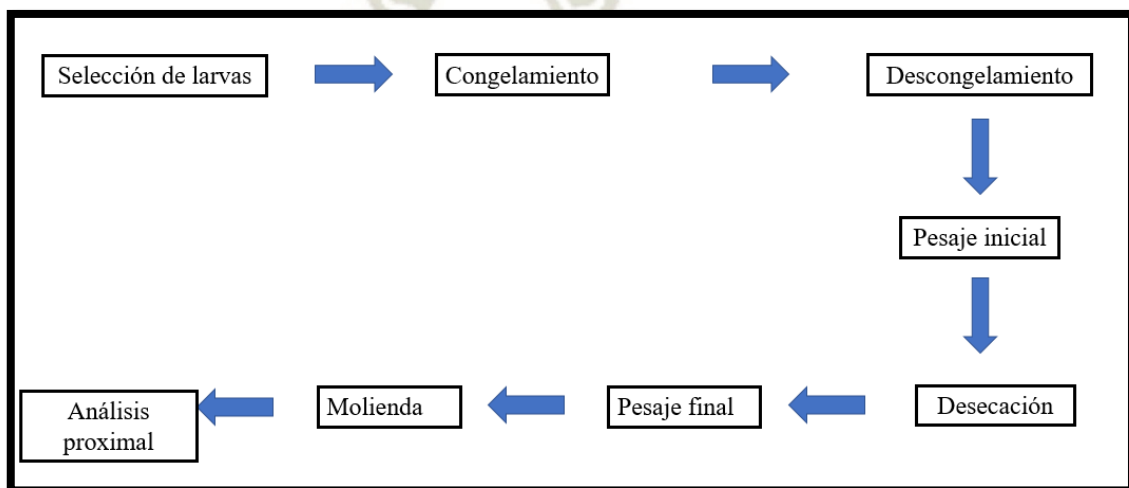 Selección de larvas
Congelamiento
Descongelamiento
Pesaje inicial
Desecación
Pesaje final
Molienda
Análisis
proximal